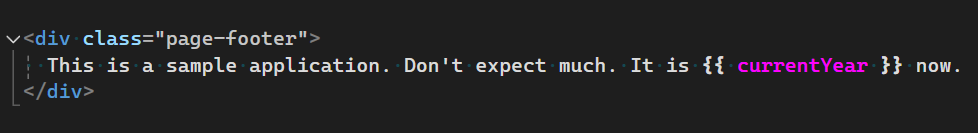 <div class="page-footer">
This is a sample application. Don't expect much. It is {{ currentYear }} now.
</div>